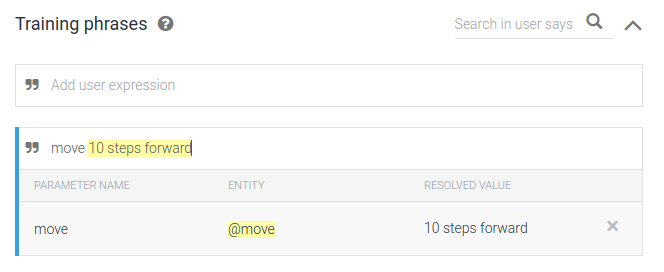 Training phrases ?
Search in user says
Add user expression
move 10 steps forward
PARAMETER NAME ENTITY RESOLVED VALUE
move @move 10 steps forward